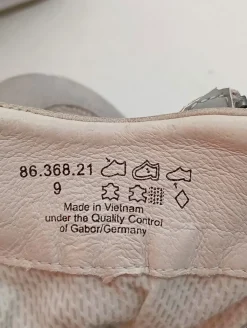 86.368.21
9
Made in Vietnam
under the Quality Control
of Gabor/Germany